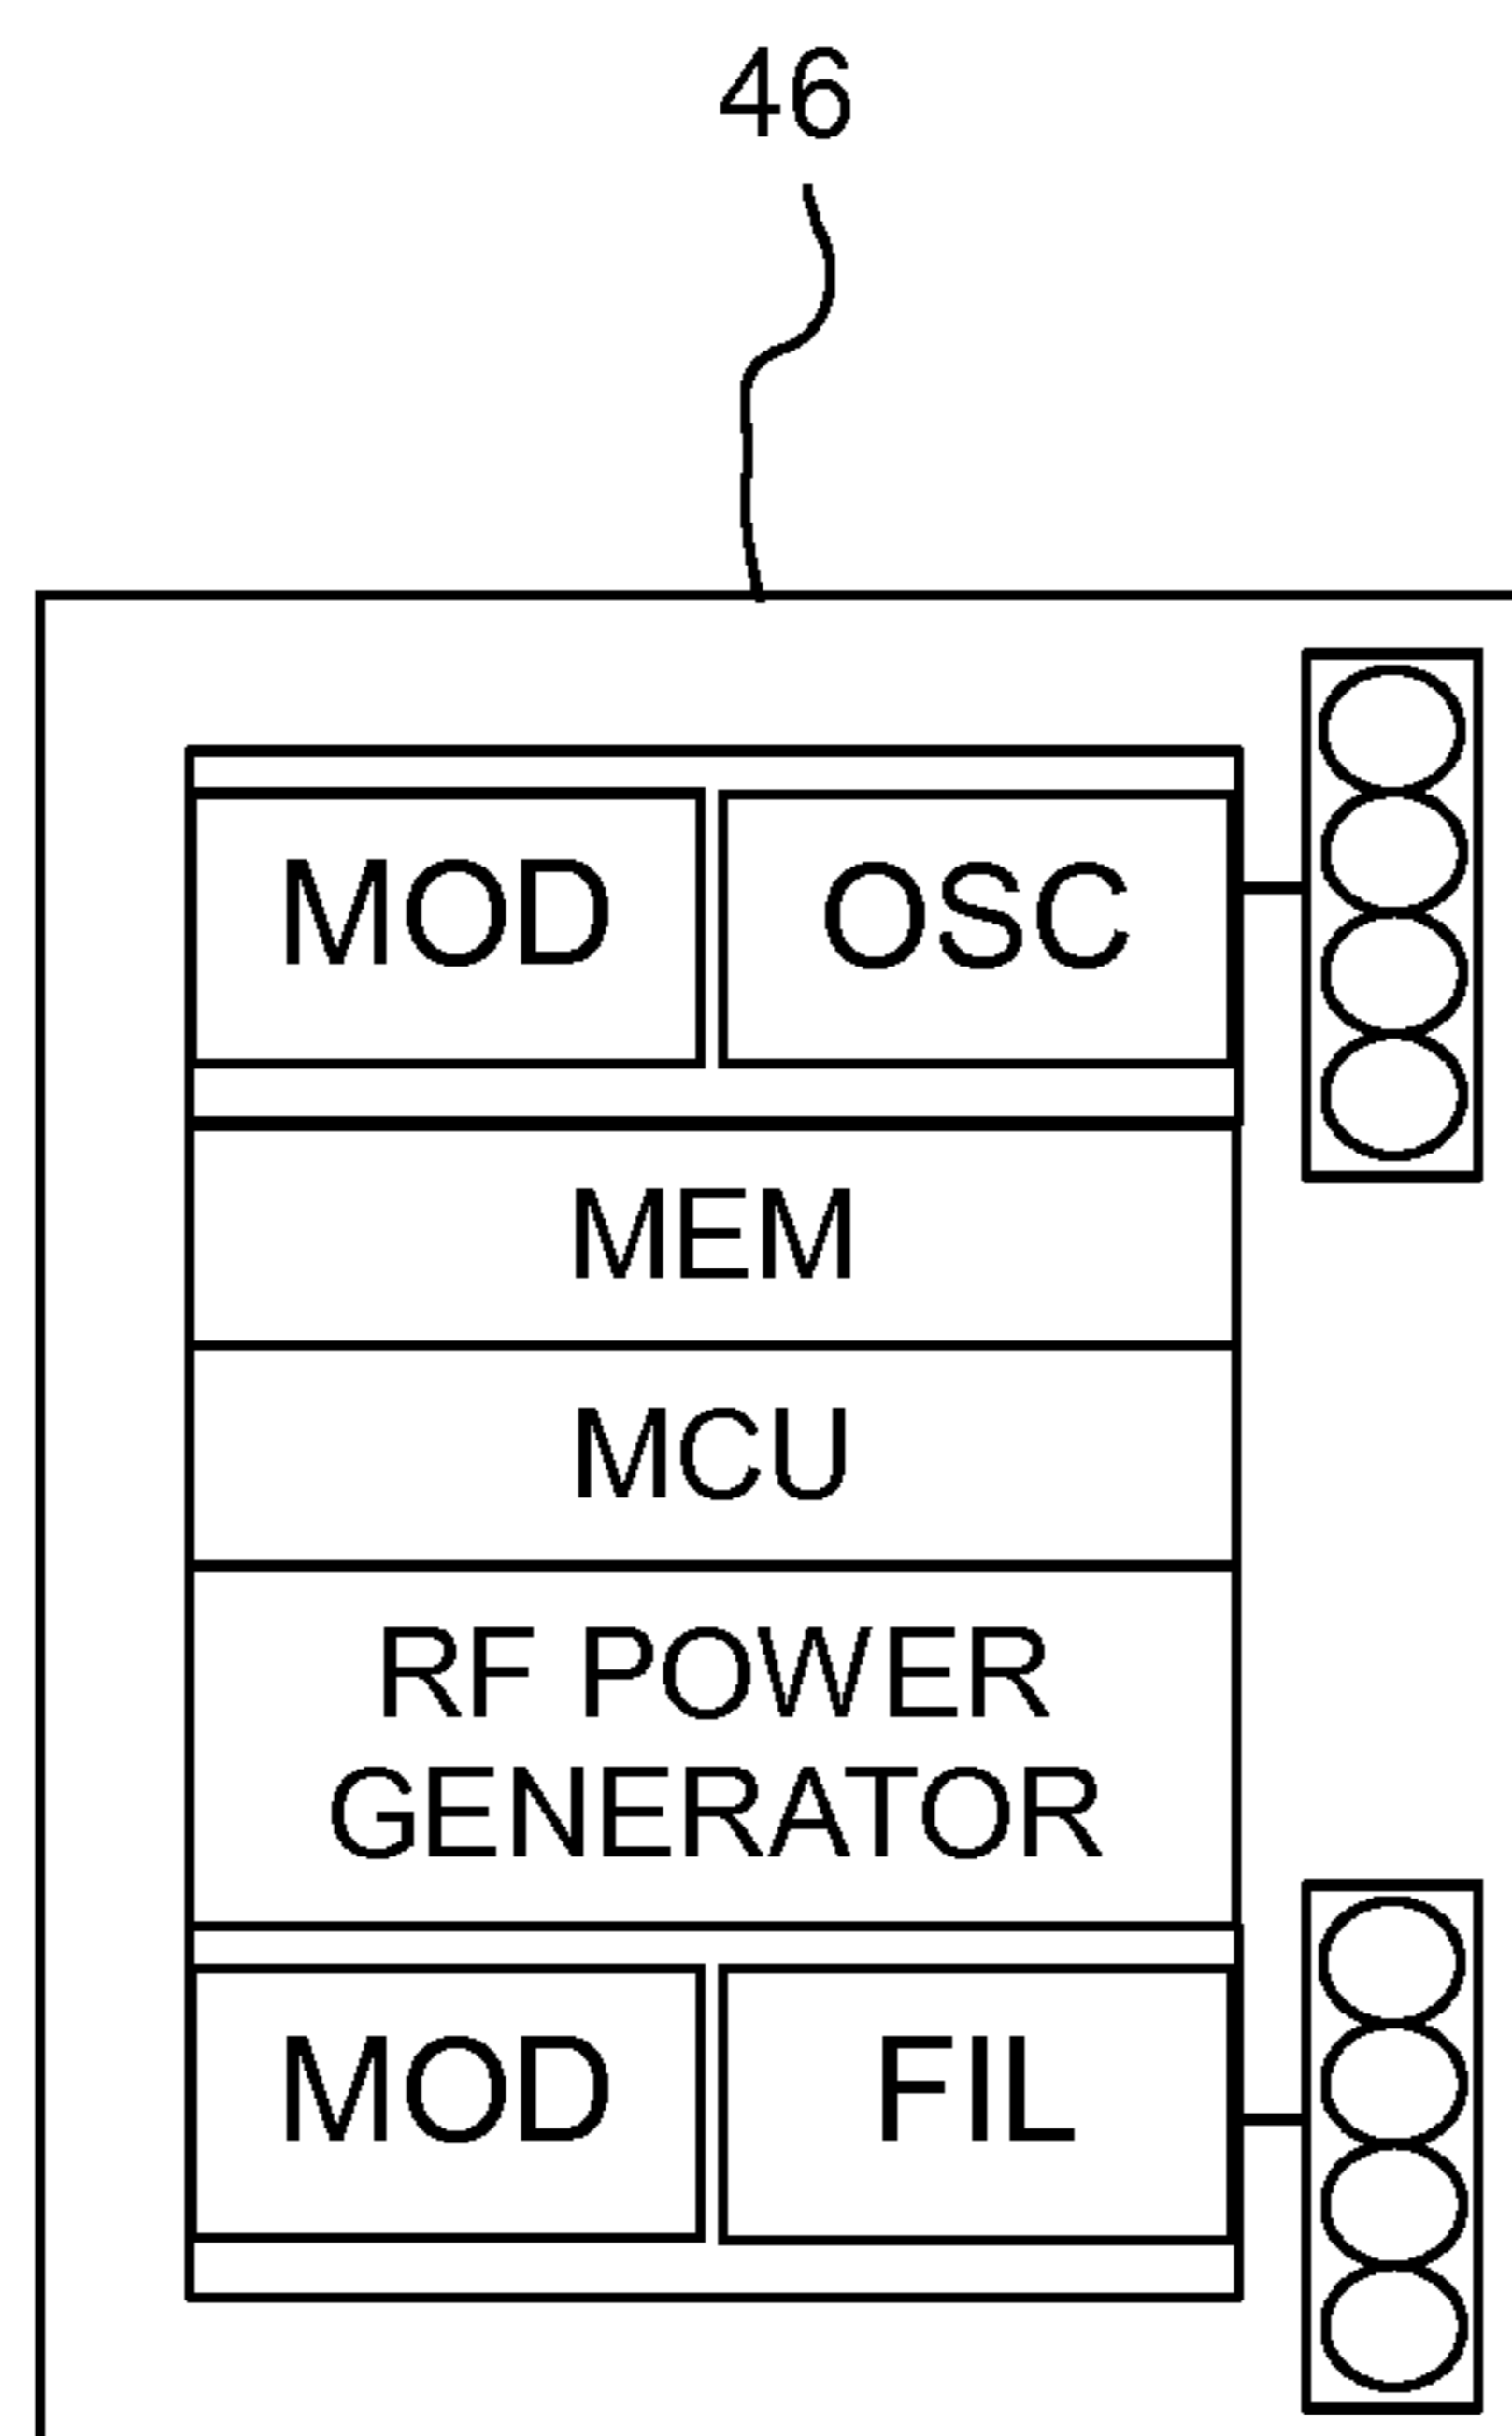 46
MOD OSC
MEM
MCU
RF POWER
GENERATOR
MOD FIL